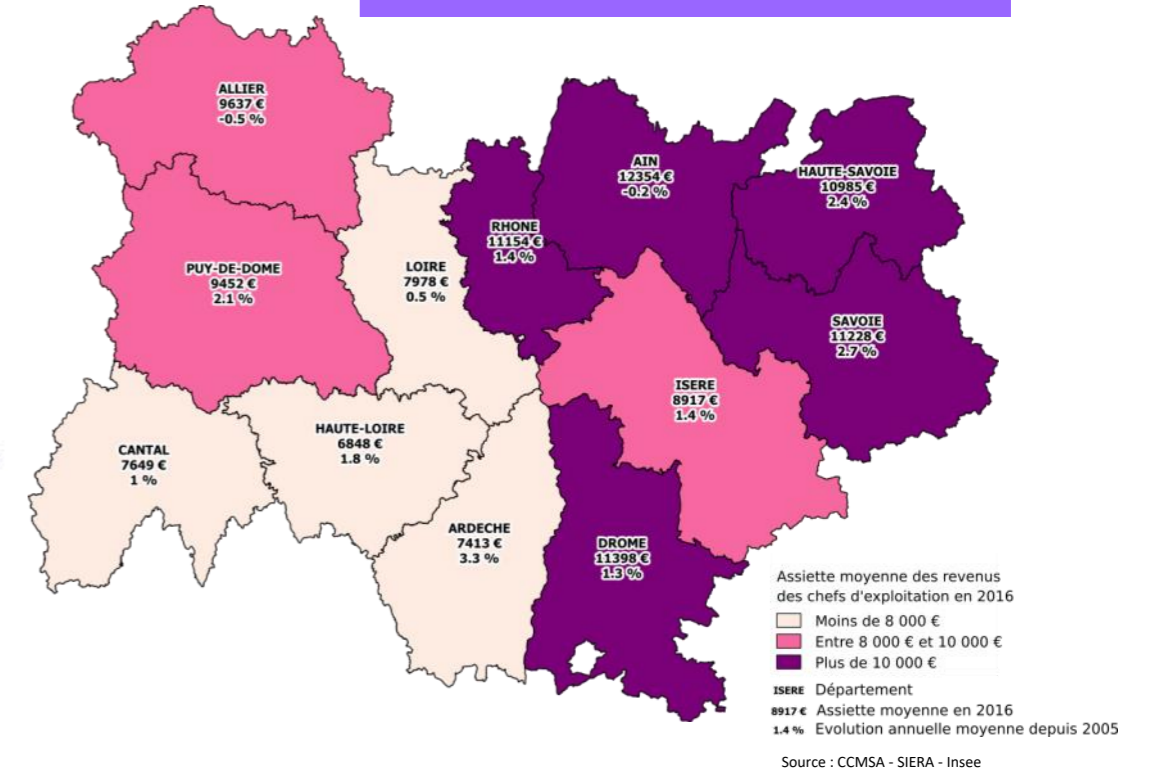 ALLIER
9637 €
-0.5 %
AIN
12354 €
-0.2 %
HAUTE-SAVOIE
10985 €
2.4 %
RHONE
11154 €
1.4 %
PUY-DE-DOME
9452 €
2.1 %
LOIRE
7978 €
0.5 %
SAVOIE
11228 €
2.7 %
ISERE
8917 €
1.4 %
HAUTE-LOIRE
6848 €
1.8 %
CANTAL
7649 €
1 %
ARDECHE
7413 €
3.3 %
DROME
11398 €
1.3 %
Assiette moyenne des revenus
des chefs d'exploitation en 2016
Moins de 8 000 €
Entre 8 000 € et 10 000 €
Plus de 10 000 €
ISERE Département
8917 € Assiette moyenne en 2016
1.4 % Evolution annuelle moyenne depuis 2005
Source : CCMSA - SIERA - Insee